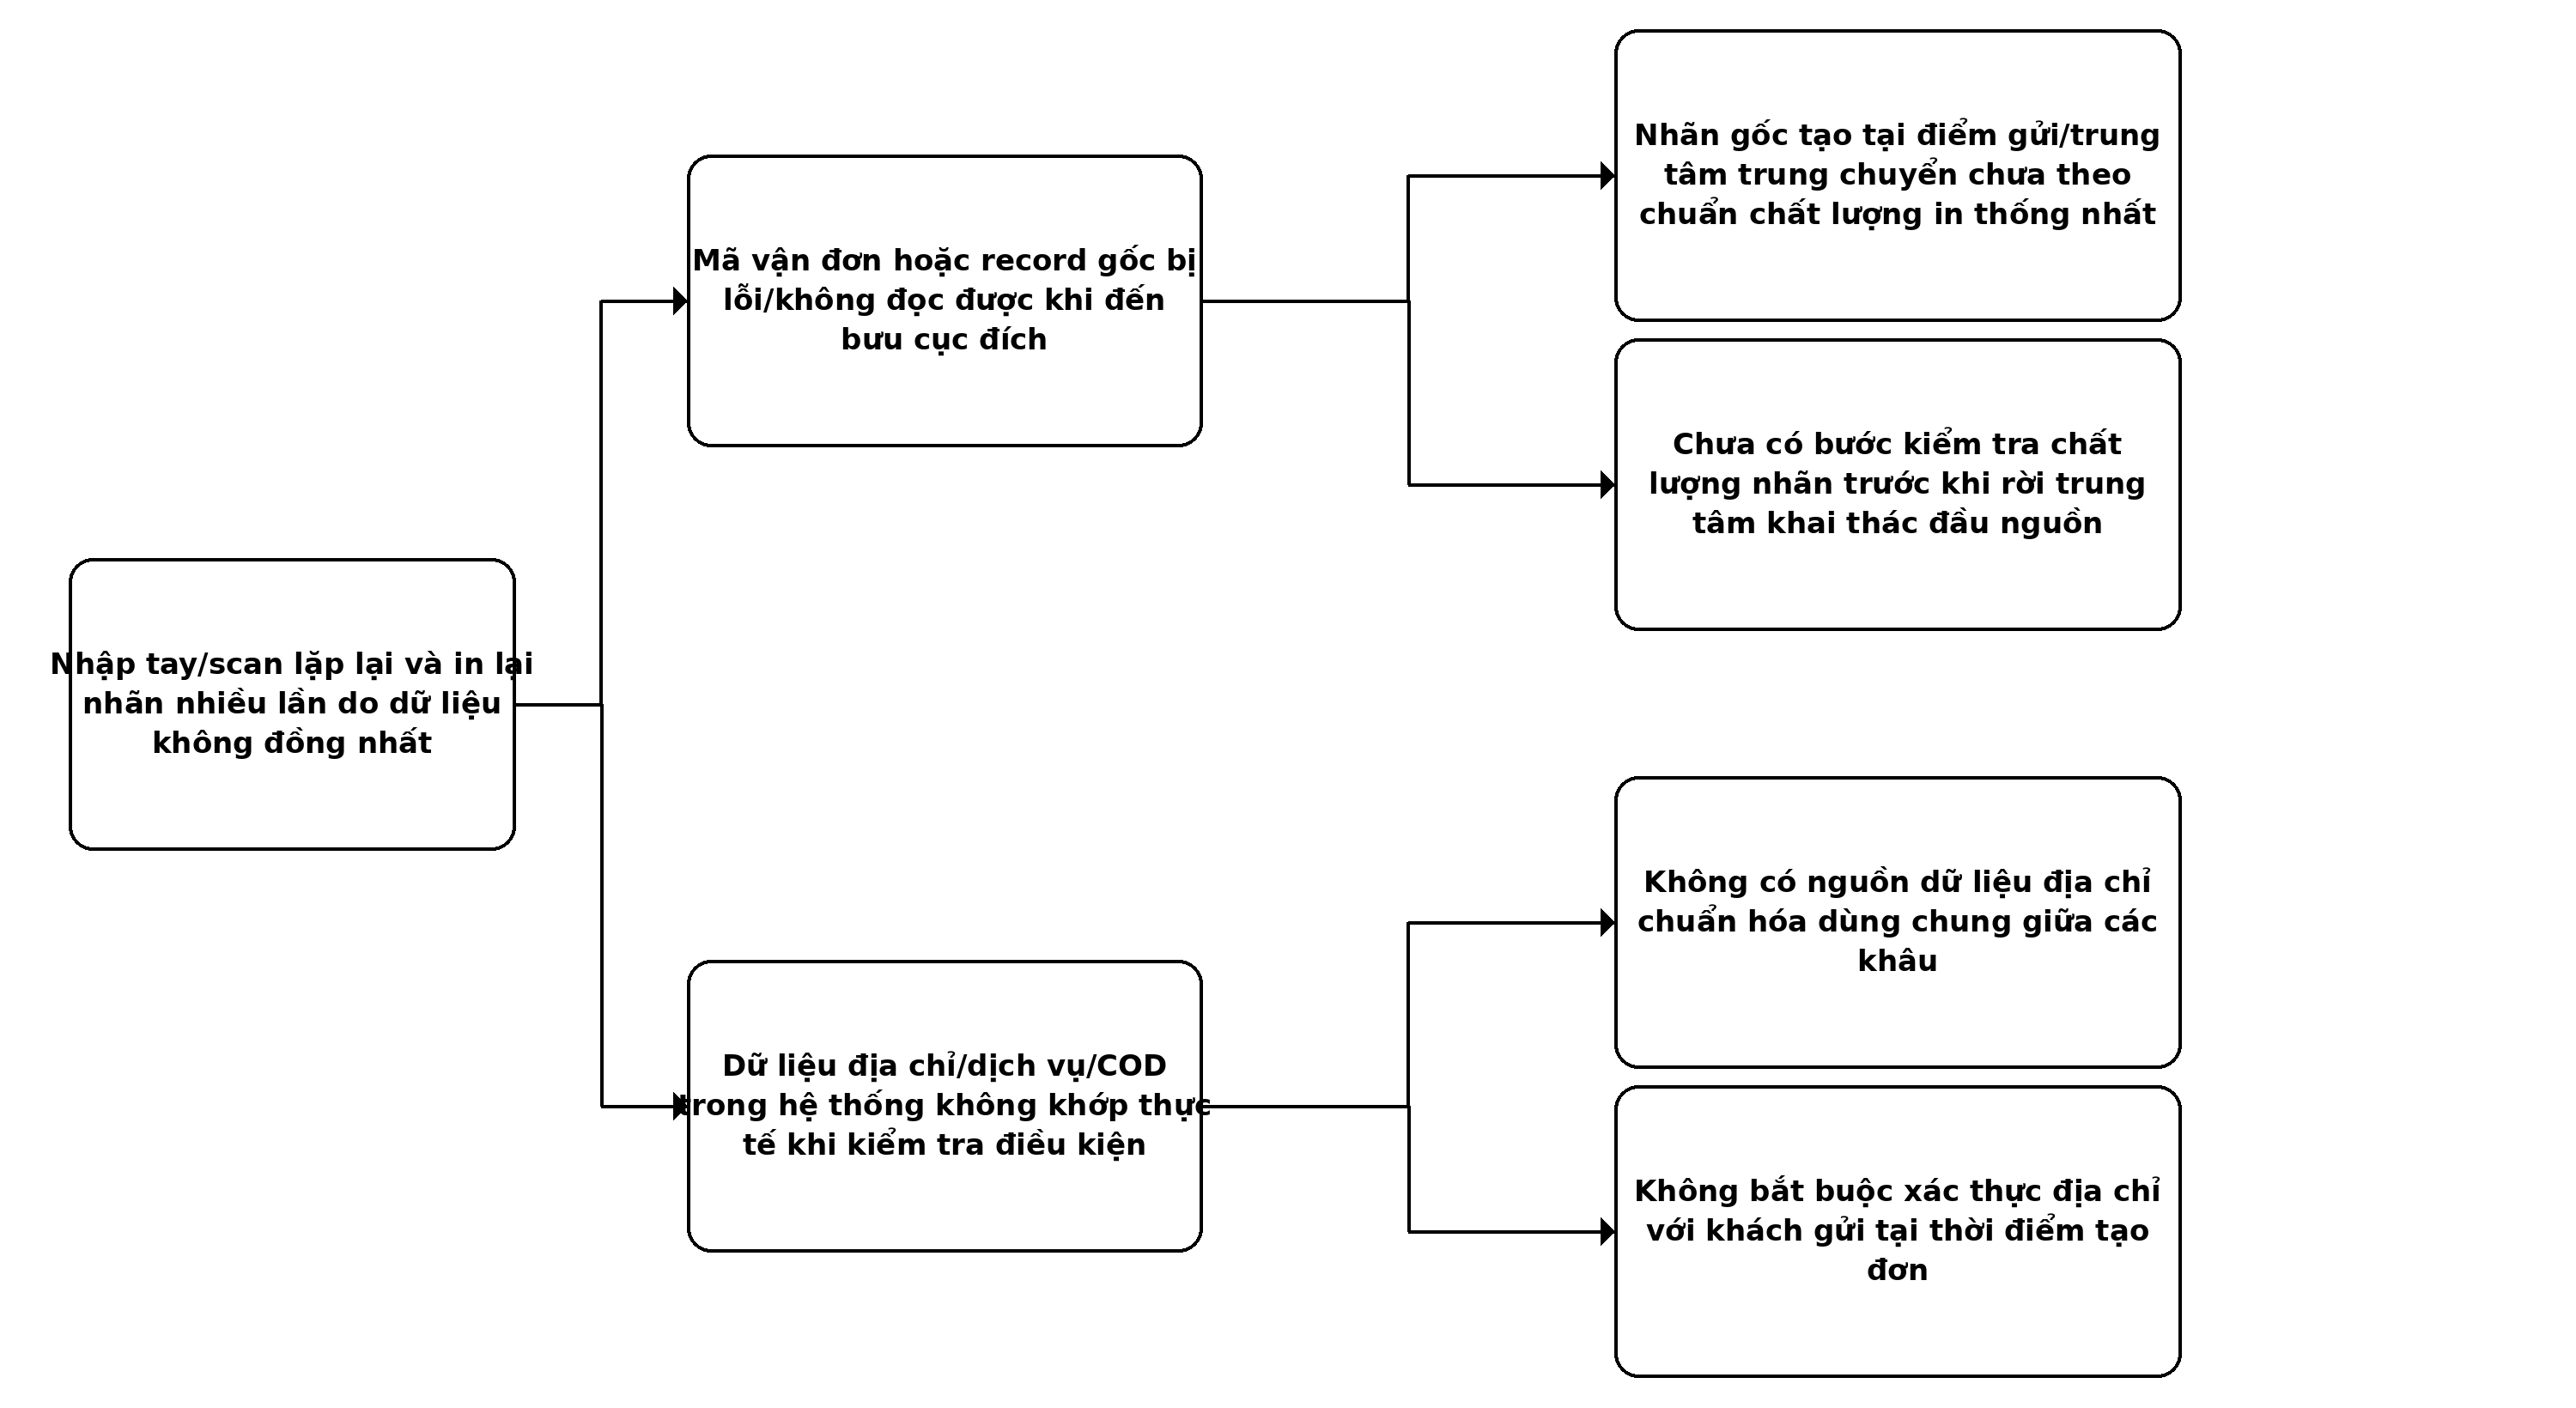 Nhãn gốc tạo tại điểm gửi/trung
tâm trung chuyển chưa theo
chuẩn chất lượng in thống nhất
Mã vận đơn hoặc record gốc bị
lỗi/không đọc được khi đến
bưu cục đích
Chưa có bước kiểm tra chất
lượng nhãn trước khi rời trung
tâm khai thác đầu nguồn
Nhập tay/scan lặp lại và in lại
nhãn nhiều lần do dữ liệu
không đồng nhất
Không có nguồn dữ liệu địa chỉ
chuẩn hóa dùng chung giữa các
khâu
Dữ liệu địa chỉ/dịch vụ/COD
trong hệ thống không khớp thực
tế khi kiểm tra điều kiện
Không bắt buộc xác thực địa chỉ
với khách gửi tại thời điểm tạo
đơn